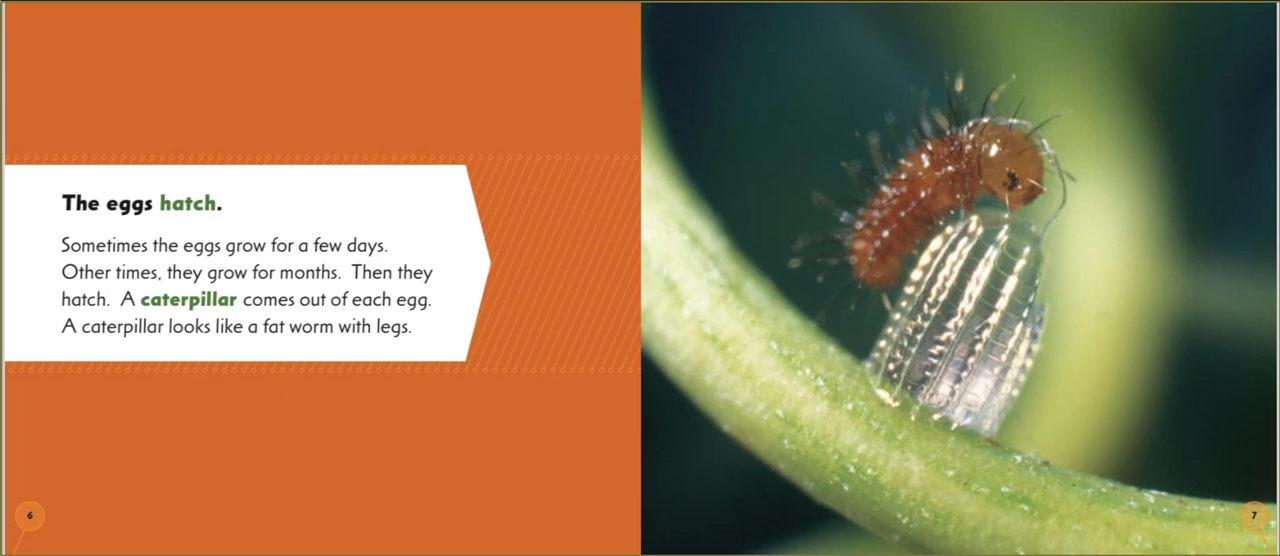 The eggs hatch.
Sometimes the eggs grow for a few days.
Other times, they grow for months. Then they
hatch. A caterpillar comes out of each egg.
A caterpillar looks like a fat worm with legs.
6
7